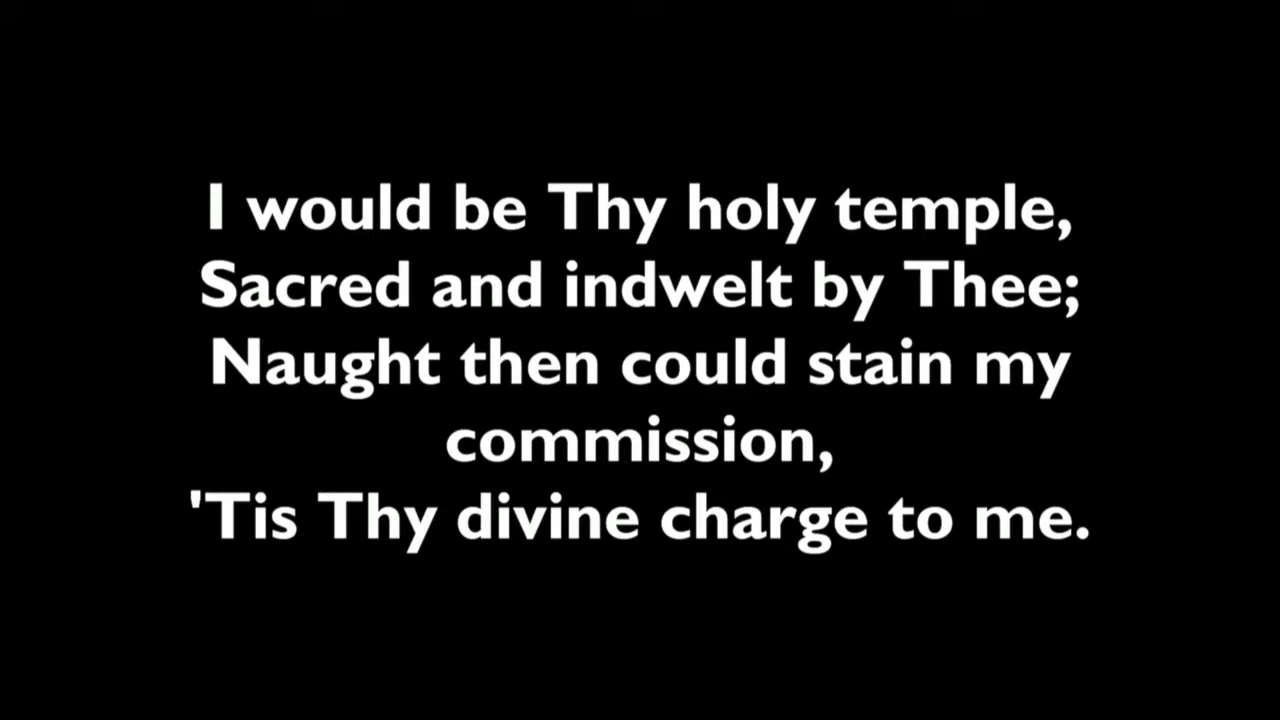 I would be Thy holy temple,
Sacred and indwelt by Thee;
Naught then could stain my
commission,
'Tis Thy divine charge to me.